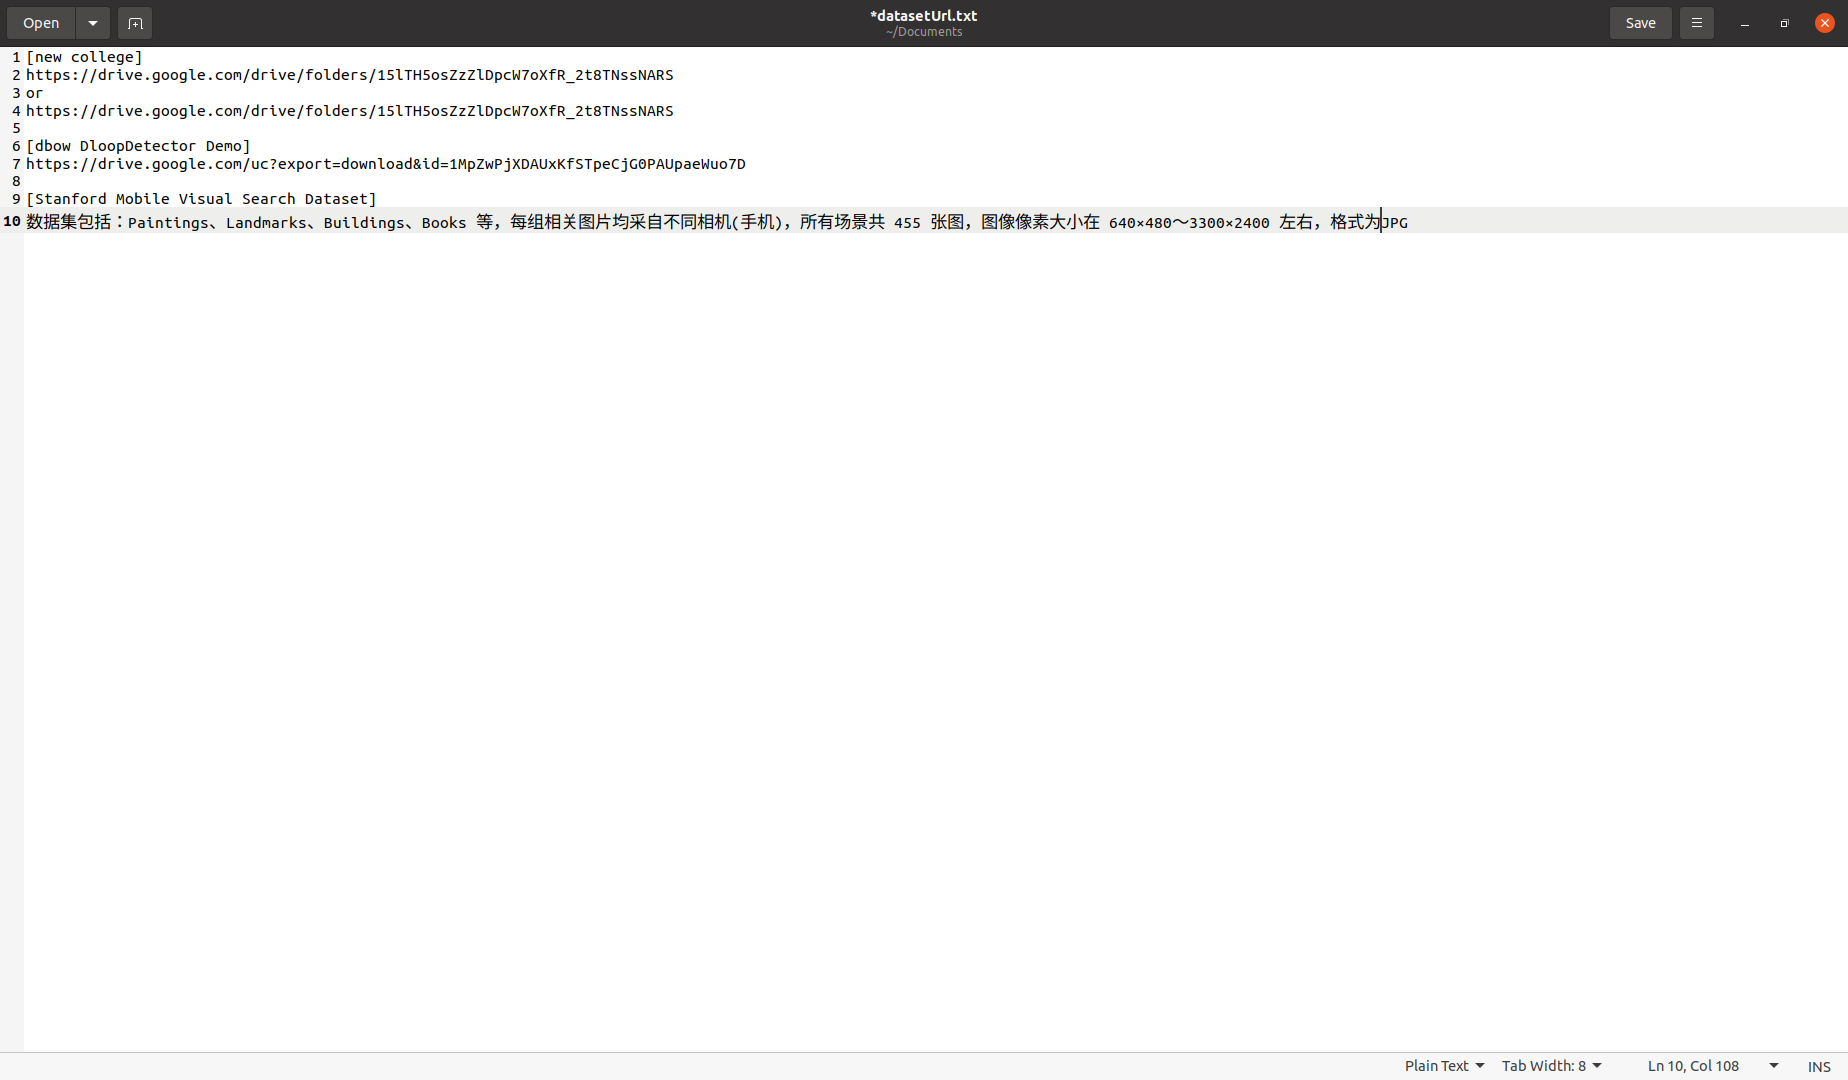 Open
*datasetUrl.txt
~/Documents
Save
1 [new college]
2 https://drive.google.com/drive/folders/15lTH5osZzZlDpcW7oXfR_2t8TNssNARS
3 or
4 https://drive.google.com/drive/folders/15lTH5osZzZlDpcW7oXfR_2t8TNssNARS
5
6 [dbow DloopDetector Demo]
7 https://drive.google.com/uc?export=download&id=1MpZwPjXDAUxKfSTpeCjG0PAUpaeWuo7D
8
9 [Stanford Mobile Visual Search Dataset]
10 数据集包括：Paintings、Landmarks、Buildings、Books 等，每组相关图片均采自不同相机(手机)，所有场景共 455 张图，图像像素大小在 640×480～3300×2400 左右，格式为JPG
Plain Text Tab Width: 8 Ln 10, Col 108 INS